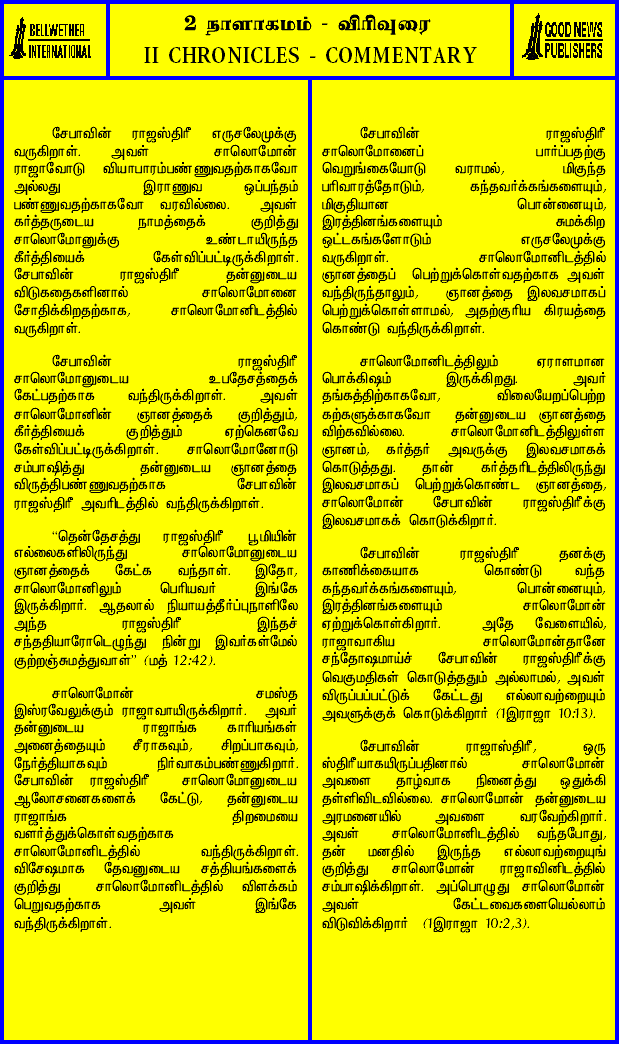 BELLWETHER
INTERNATIONAL
2 நாளாகமம் - விரிவுரை
II CHRONICLES - COMMENTARY
GOOD NEWS
PUBLISHERS
சேபாவின் ராஜஸ்திரீ எருசலேமுக்கு
வருகிறாள். அவள் சாலொமோன்
ராஜாவோடு வியாபாரம்பண்ணுவதற்காகவோ
அல்லது இராணுவ ஒப்பந்தம்
பண்ணுவதற்காகவோ வரவில்லை. அவள்
கர்த்தருடைய நாமத்தைக் குறித்து
சாலொமோனுக்கு உண்டாயிருந்த
கீர்த்தியைக் கேள்விப்பட்டிருக்கிறாள்.
சேபாவின் ராஜஸ்திரீ தன்னுடைய
விடுகதைகளினால் சாலொமோனை
சோதிக்கிறதற்காக, சாலொமோனிடத்தில்
வருகிறாள்.
சேபாவின் ராஜஸ்திரீ
சாலொமோனுடைய உபதேசத்தைக்
கேட்பதற்காக வந்திருக்கிறாள். அவள்
சாலொமோனின் ஞானத்தைக் குறித்தும்,
கீர்த்தியைக் குறித்தும் ஏற்கெனவே
கேள்விப்பட்டிருக்கிறாள். சாலொமோனோடு
சம்பாஷித்து தன்னுடைய ஞானத்தை
விருத்திபண்ணுவதற்காக சேபாவின்
ராஜஸ்திரீ அவரிடத்தில் வந்திருக்கிறாள்.
“தென்தேசத்து ராஜஸ்திரீ பூமியின்
எல்லைகளிலிருந்து சாலொமோனுடைய
ஞானத்தைக் கேட்க வந்தாள். இதோ,
சாலொமோனிலும் பெரியவர் இங்கே
இருக்கிறார். ஆதலால் நியாயத்தீர்ப்புநாளிலே
அந்த ராஜஸ்திரீ இந்தச்
சந்ததியாரோடெழுந்து நின்று இவர்கள்மேல்
குற்றஞ்சுமத்துவாள்” (மத் 12:42).
சாலொமோன் சமஸ்த
இஸ்ரவேலுக்கும் ராஜாவாயிருக்கிறார். அவர்
தன்னுடைய ராஜாங்க காரியங்கள்
அனைத்தையும் சீராகவும், சிறப்பாகவும்,
நேர்த்தியாகவும் நிர்வாகம்பண்ணுகிறார்.
சேபாவின் ராஜஸ்திரீ சாலொமோனுடைய
ஆலோசனைகளைக் கேட்டு, தன்னுடைய
ராஜாங்க திறமையை
வளர்த்துக்கொள்வதற்காக
சாலொமோனிடத்தில் வந்திருக்கிறாள்.
விசேஷமாக தேவனுடைய சத்தியங்களைக்
குறித்து சாலொமோனிடத்தில் விளக்கம்
பெறுவதற்காக அவள் இங்கே
வந்திருக்கிறாள்.
சேபாவின் ராஜஸ்திரீ
சாலொமோனைப் பார்ப்பதற்கு
வெறுங்கையோடு வராமல், மிகுந்த
பரிவாரத்தோடும், கந்தவர்க்கங்களையும்,
மிகுதியான பொன்னையும்,
இரத்தினங்களையும் சுமக்கிற
ஒட்டகங்களோடும் எருசலேமுக்கு
வருகிறாள். சாலொமோனிடத்தில்
ஞானத்தைப் பெற்றுக்கொள்வதற்காக அவள்
வந்திருந்தாலும், ஞானத்தை இலவசமாகப்
பெற்றுக்கொள்ளாமல், அதற்குரிய கிரயத்தை
கொண்டு வந்திருக்கிறாள்.
சாலொமோனிடத்திலும் ஏராளமான
பொக்கிஷம் இருக்கிறது. அவர்
தங்கத்திற்காகவோ, விலையேறப்பெற்ற
கற்களுக்காகவோ தன்னுடைய ஞானத்தை
விற்கவில்லை. சாலொமோனிடத்திலுள்ள
ஞானம், கர்த்தர் அவருக்கு இலவசமாகக்
கொடுத்தது. தான் கர்த்தரிடத்திலிருந்து
இலவசமாகப் பெற்றுக்கொண்ட ஞானத்தை,
சாலொமோன் சேபாவின் ராஜஸ்திரீக்கு
இலவசமாகக் கொடுக்கிறார்.
சேபாவின் ராஜஸ்திரீ தனக்கு
காணிக்கையாக கொண்டு வந்த
கந்தவர்க்கங்களையும், பொன்னையும்,
இரத்தினங்களையும் சாலொமோன்
ஏற்றுக்கொள்கிறார். அதே வேளையில்,
ராஜாவாகிய சாலொமோன்தானே
சந்தோஷமாய்ச் சேபாவின் ராஜஸ்திரீக்கு
வெகுமதிகள் கொடுத்ததும் அல்லாமல், அவள்
விருப்பப்பட்டுக் கேட்டது எல்லாவற்றையும்
அவளுக்குக் கொடுக்கிறார் (1இராஜா 10:13).
சேபாவின் ராஜாஸ்திரீ, ஒரு
ஸ்திரீயாகயிருப்பதினால் சாலொமோன்
அவளை தாழ்வாக நினைத்து ஒதுக்கி
தள்ளிவிடவில்லை. சாலொமோன் தன்னுடைய
அரமனையில் அவளை வரவேற்கிறார்.
அவள் சாலொமோனிடத்தில் வந்தபோது,
தன் மனதில் இருந்த எல்லாவற்றையுங்
குறித்து சாலொமோன் ராஜாவினிடத்தில்
சம்பாஷிக்கிறாள். அப்பொழுது சாலொமோன்
அவள் கேட்டவைகளையெல்லாம்
விடுவிக்கிறார் (1இராஜா 10:2,3).